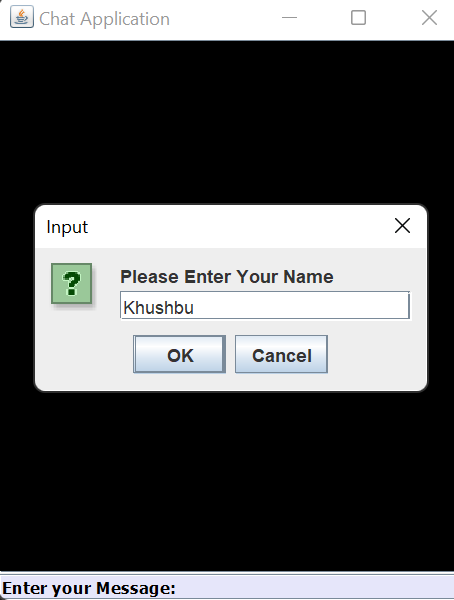 Chat Application
Input
?
Please Enter Your Name
Khushbu
OK Cancel
Enter your Message: